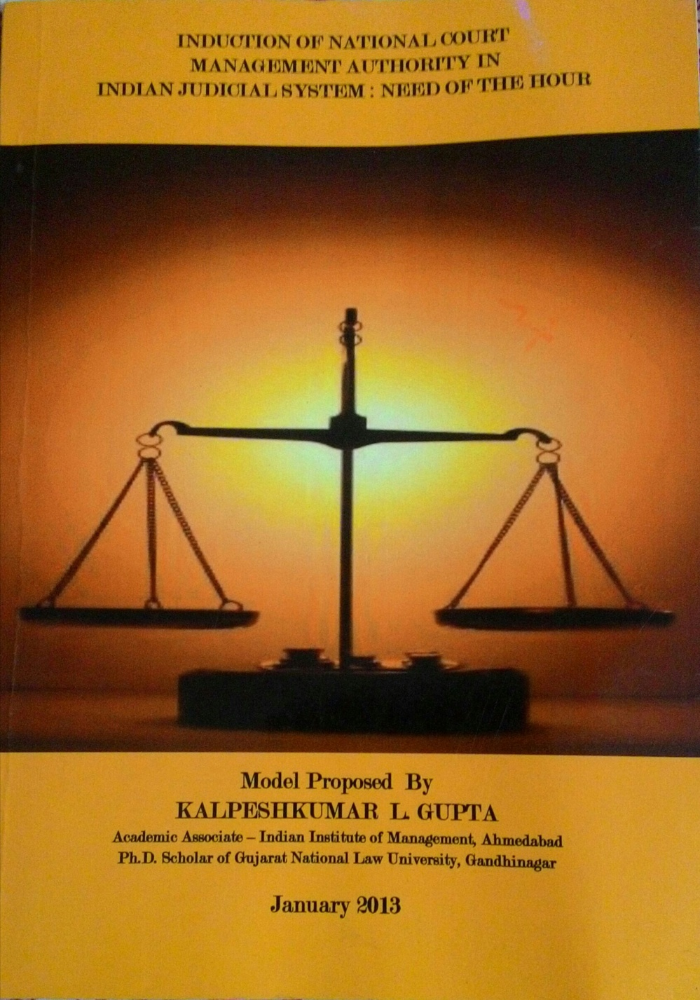 INDUCTION OF NATIONAL COURT
MANAGEMENT AUTHORITY IN
INDIAN JUDICIAL SYSTEM : NEED OF THE HOUR
Model Proposed By
KALPESHKUMAR L. GUPTA
Academic Associate – Indian Institute of Management, Ahmedabad
Ph.D. Scholar of Gujarat National Law University, Gandhinagar
January 2013